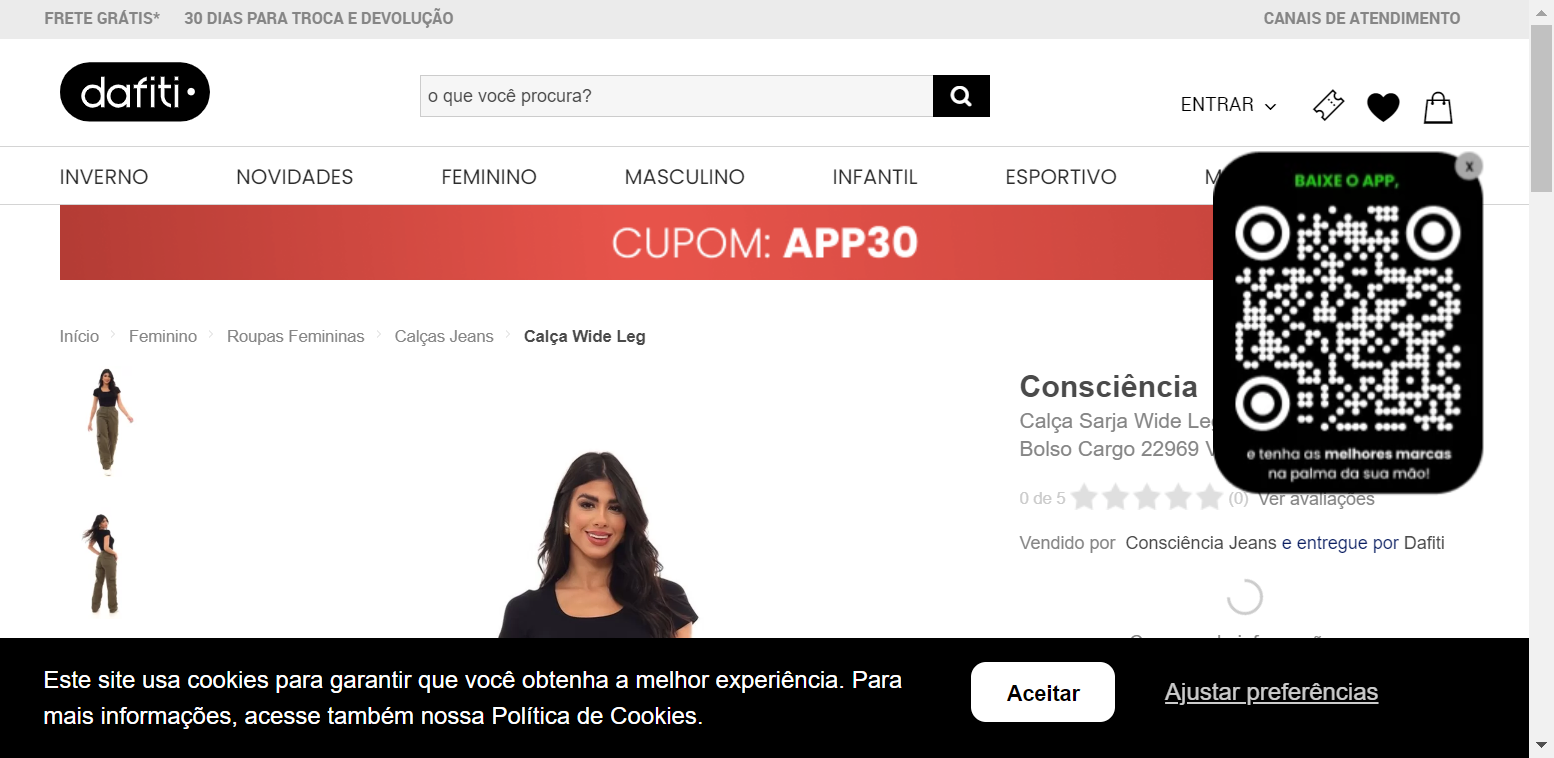 FRETE GRÁTIS* 30 DIAS PARA TROCA E DEVOLUÇÃO CANAIS DE ATENDIMENTO
dafiti
o que você procura?
ENTRAR
INVERNO NOVIDADES FEMININO MASCULINO INFANTIL ESPORTIVO
x
BAIXE O APP,
CUPOM: APP30
e tenha as melhores marcas
na palma da sua mão!
Início Feminino Roupas Femininas Calças Jeans Calça Wide Leg
Consciência
Calça Sarja Wide Leg
Bolso Cargo 22969
0 de 5 (0) Ver avaliações
Vendido por Consciência Jeans e entregue por Dafiti
Este site usa cookies para garantir que você obtenha a melhor experiência. Para
mais informações, acesse também nossa Política de Cookies.
Aceitar
Ajustar preferências